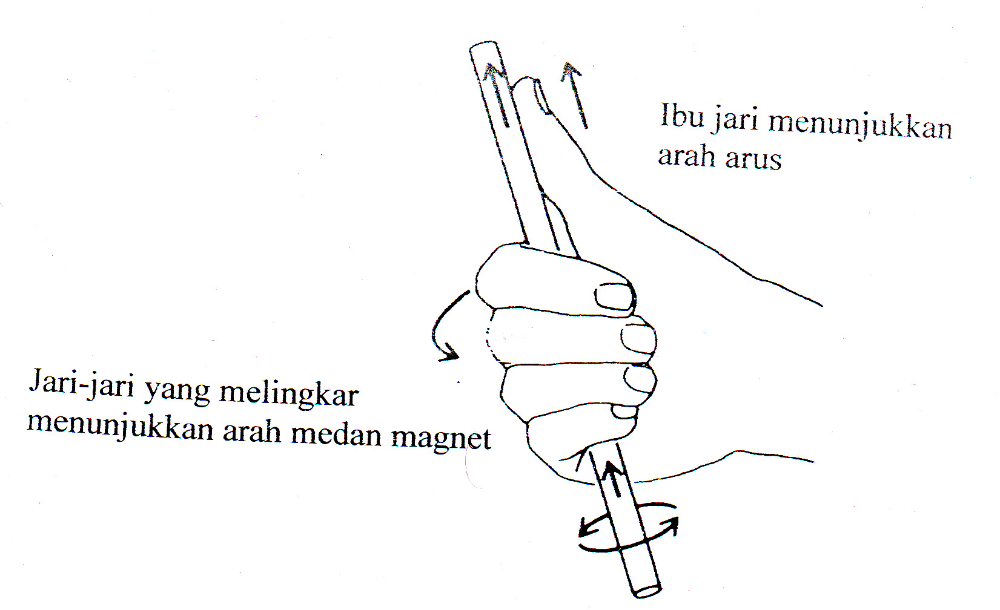 Ibu jari menunjukkan
arah arus
Jari-jari yang melingkar
menunjukkan arah medan magnet